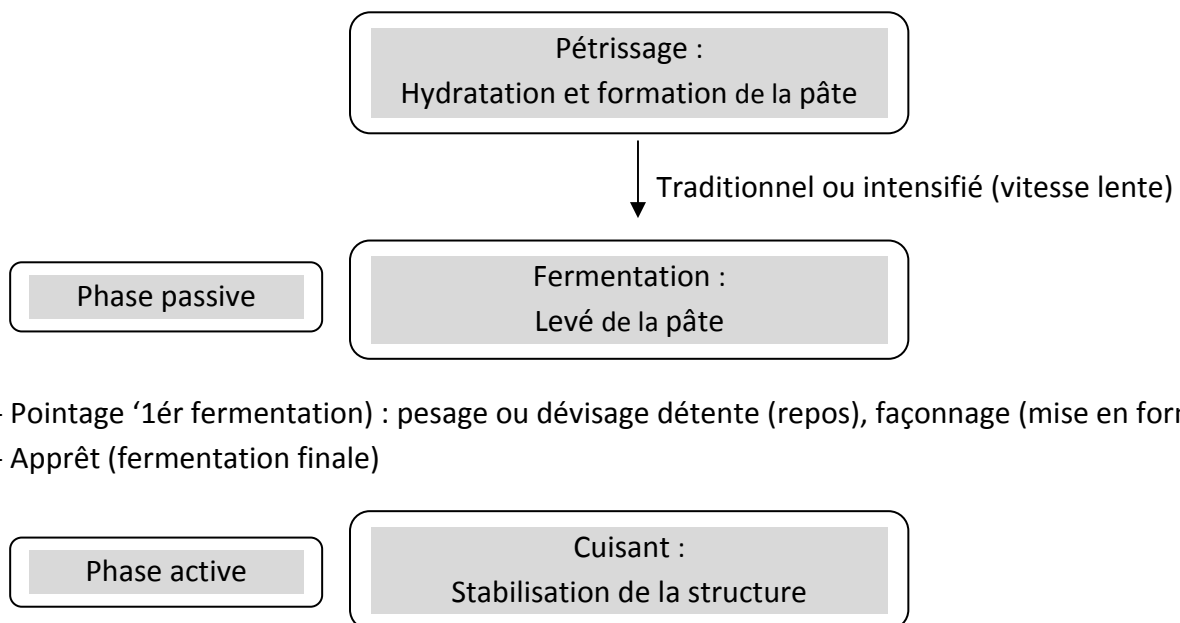 Pétrissage :
Hydratation et formation de la pâte
Traditionnel ou intensifié (vitesse lente)
Phase passive
Fermentation :
Levé de la pâte
- Pointage ‘1ér fermentation) : pesage ou dévisage détente (repos), façonnage (mise en
- Apprêt (fermentation finale)
Phase active
Cuisant :
Stabilisation de la structure